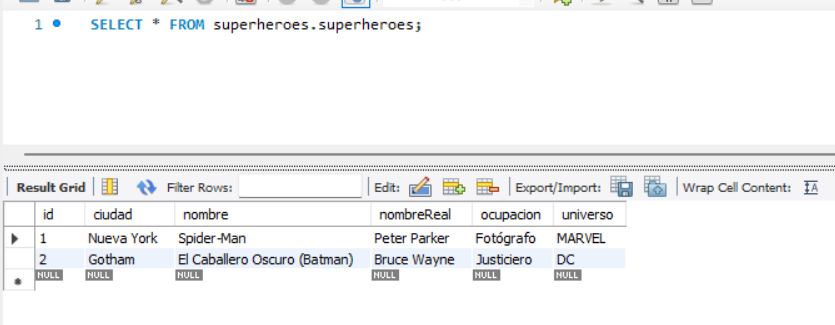 1 SELECT * FROM superheroes.superheroes;
Result Grid Filter Rows: Edit: Export/Import: Wrap Cell Content: IA
id ciudad nombre nombreReal ocupacion universo
1 Nueva York Spider-Man Peter Parker Fotógrafo MARVEL
2 Gotham El Caballero Oscuro (Batman) Bruce Wayne Justiciero DC
NULL NULL NULL NULL NULL NULL